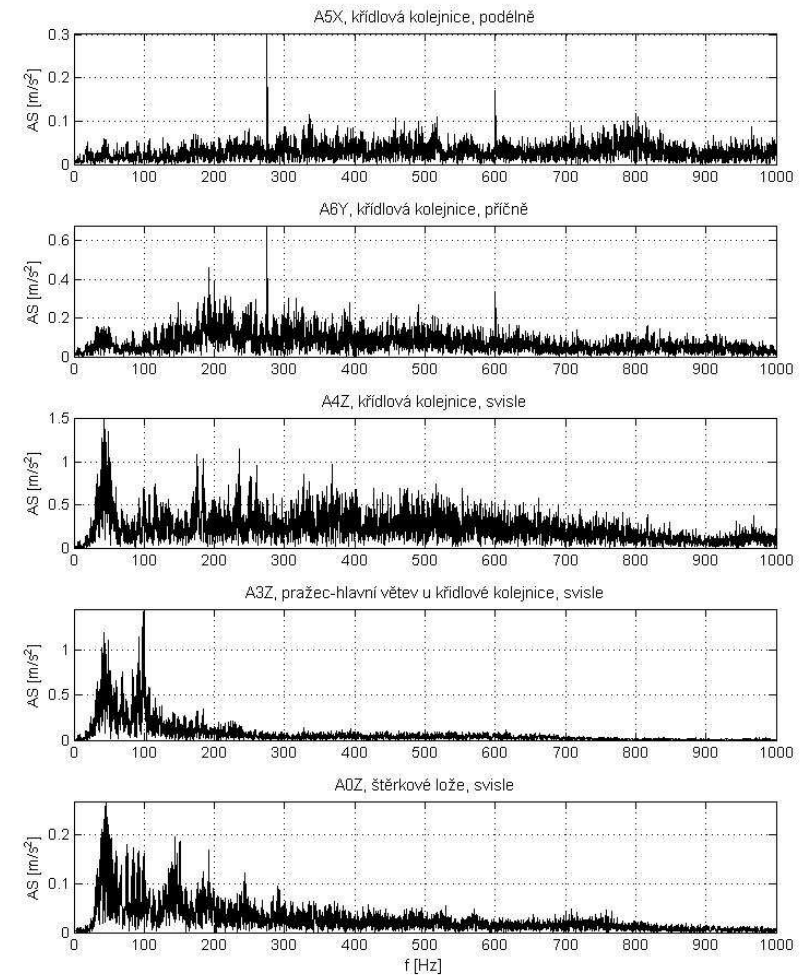 A5X, křídlová kolejnice, podélně
AS [m/s²]
0.3
0.2
0.1
0
0 100 200 300 400 500 600 700 800 900 1000
A6Y, křídlová kolejnice, příčně
AS [m/s²]
0.6
0.4
0.2
0
0 100 200 300 400 500 600 700 800 900 1000
A4Z, křídlová kolejnice, svisle
AS [m/s²]
1.5
1
0.5
0
0 100 200 300 400 500 600 700 800 900 1000
A3Z, pražec-hlavní větev u křídlové kolejnice, svisle
AS [m/s²]
1
0.5
0
0 100 200 300 400 500 600 700 800 900 1000
A0Z, štěrkové lože, svisle
AS [m/s²]
0.2
0.1
0
0 100 200 300 400 500 600 700 800 900 1000
f [Hz]